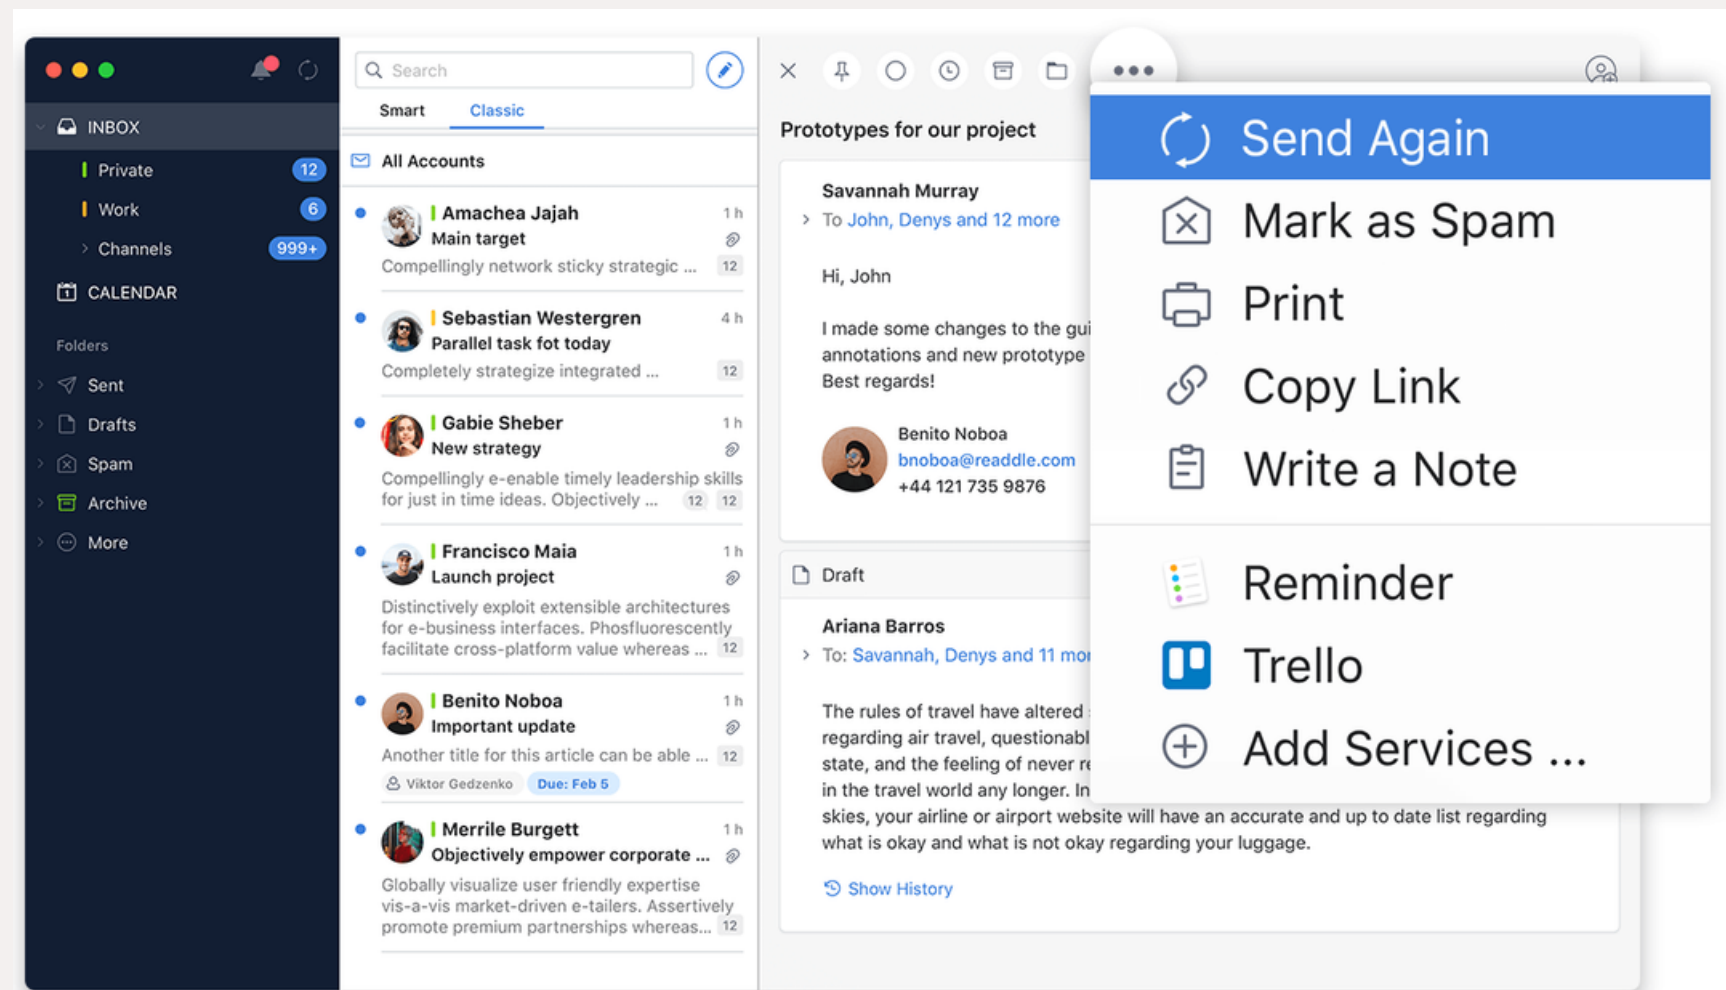 INBOX
Private 12
Work 6
Channels 999+
CALENDAR
1
Folders
Sent
Drafts
Spam
Archive
More
Search
Smart Classic
All Accounts
Amachea Jajah 1 h
Main target
Compellingly network sticky strategic ... 12
Sebastian Westergren 4 h
Parallel task fot today
Completely strategize integrated ... 12
Gabie Sheber 1 h
New strategy
Compellingly e-enable timely leadership skills
for just in time ideas. Objectively ... 12 12
Francisco Maia 1 h
Launch project
Distinctively exploit extensible architectures
for e-business interfaces. Phosfluorescently
facilitate cross-platform value whereas ... 12
Benito Noboa 1 h
Important update
Another title for this article can be able ... 12
Viktor Gedzenko Due: Feb 5
Merrile Burgett 1 h
Objectively empower corporate ...
Globally visualize user friendly expertise
vis-a-vis market-driven e-tailers. Assertively
promote premium partnerships whereas... 12
Prototypes for our project
Savannah Murray
To John, Denys and 12 more
Hi, John
I made some changes to the gui
annotations and new prototype
Best regards!
Benito Noboa
bnoboa@readdle.com
+44 121 735 9876
Draft
Ariana Barros
To: Savannah, Denys and 11 mor
The rules of travel have altered
regarding air travel, questionabl
state, and the feeling of never
in the travel world any longer. In
skies, your airline or airport website will have an accurate and up to date list regarding
what is okay and what is not okay regarding your luggage.
Show History
Send Again
Mark as Spam
Print
Copy Link
Write a Note
Reminder
Trello
Add Services ...